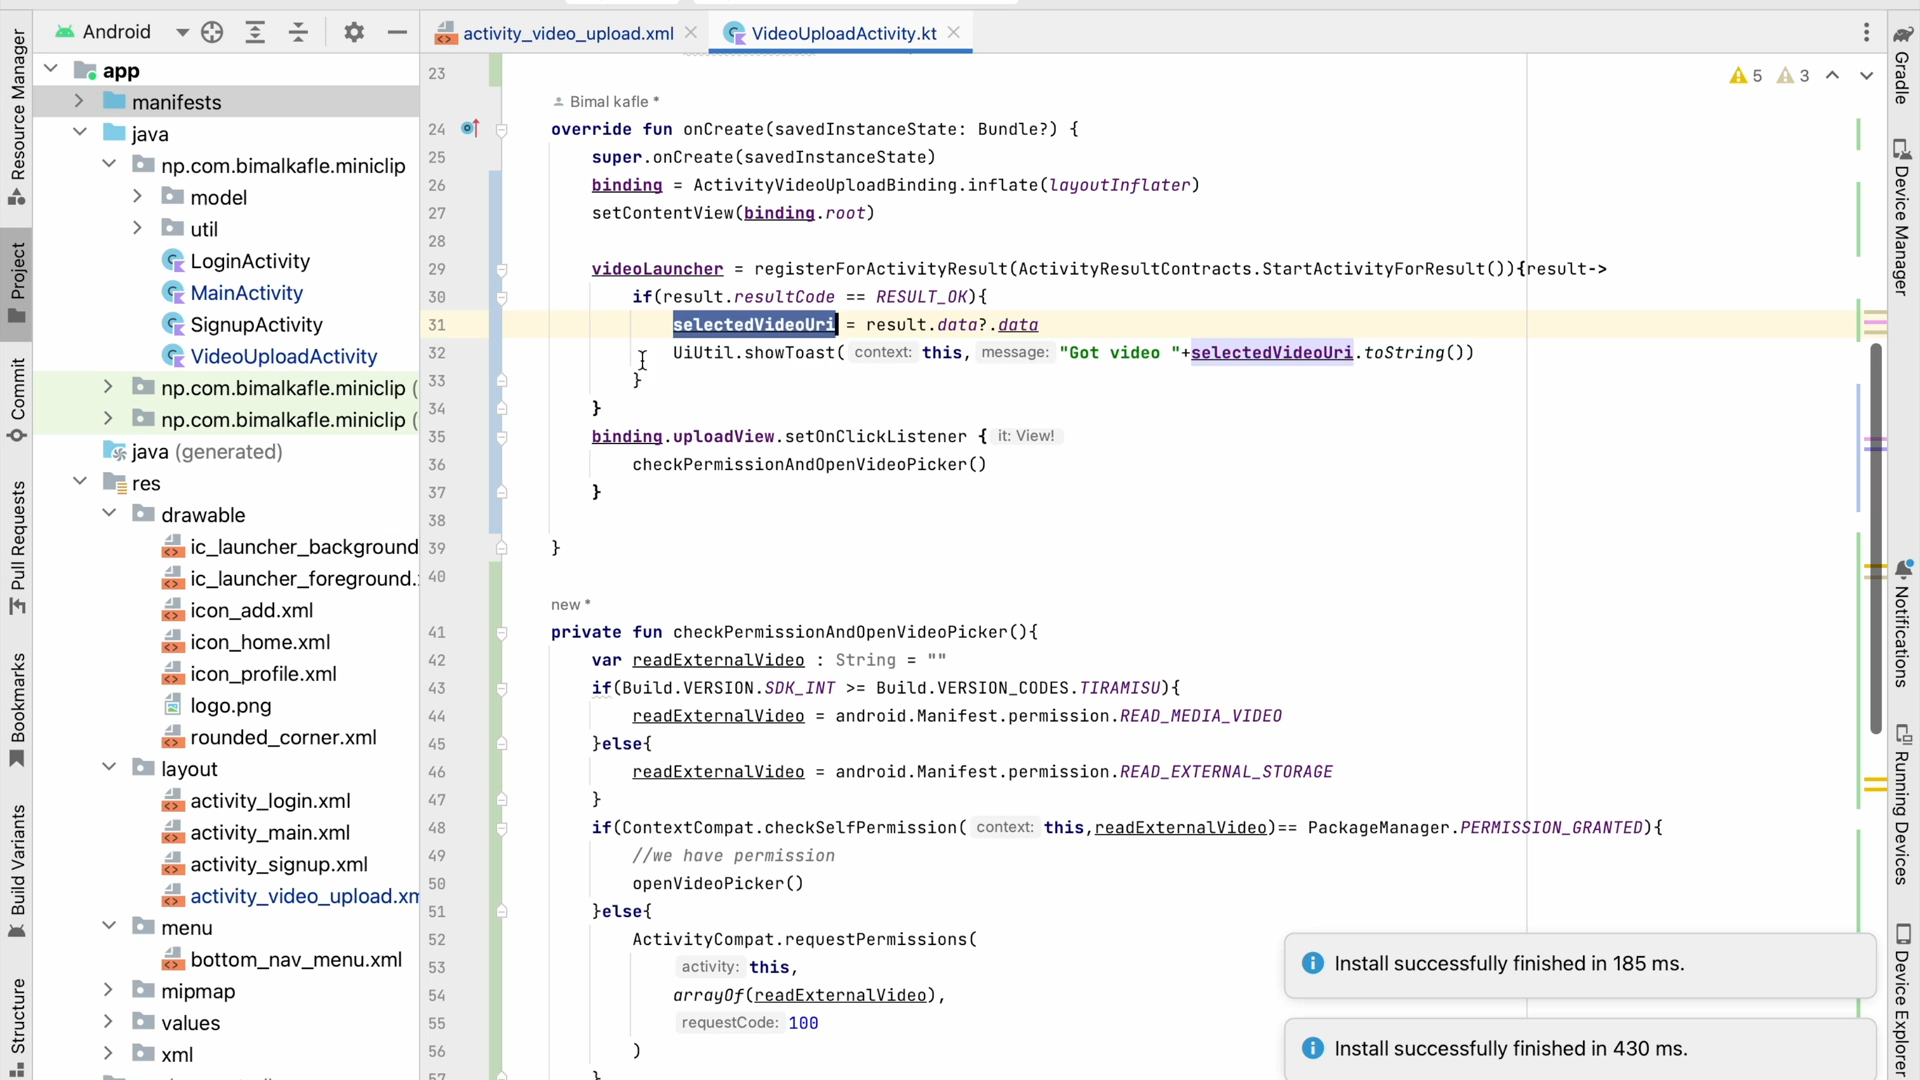 Resource Manager
Project
Commit
Pull Requests
Bookmarks
Build Variants
Structure
Android
app
manifests
java
np.com.bimalkafle.miniclip
model
util
LoginActivity
MainActivity
SignupActivity
VideoUploadActivity
np.com.bimalkafle.miniclip (
np.com.bimalkafle.miniclip (
java (generated)
res
drawable
ic_launcher_background
ic_launcher_foreground.
icon_add.xml
icon_home.xml
icon_profile.xml
logo.png
rounded_corner.xml
layout
activity_login.xml
activity_main.xml
activity_signup.xml
activity_video_upload.xm
menu
bottom_nav_menu.xml
mipmap
values
xml
activity_video_upload.xml
VideoUploadActivity.kt
5 3
23
Bimal kafle *
24 override fun onCreate(savedInstanceState: Bundle?) {
25 super.onCreate(savedInstanceState)
26 binding = ActivityVideoUploadBinding.inflate(layoutInflater)
27 setContentView(binding.root)
28
29 videoLauncher = registerForActivityResult(ActivityResultContracts.StartActivityForResult()){result->
30 if(result.resultCode == RESULT_OK){
31 selectedVideoUri = result.data?.data
32 UiUtil.showToast( context: this, message: "Got video "+selectedVideoUri.toString())
33 }
34 }
35 binding.uploadView.setOnClickListener { it: View!
36 checkPermissionAndOpenVideoPicker()
37 }
38
39 }
40
new *
41 private fun checkPermissionAndOpenVideoPicker(){
42 var readExternalVideo : String = ""
43 if(Build.VERSION.SDK_INT >= Build.VERSION_CODES.TIRAMISU){
44 readExternalVideo = android.Manifest.permission.READ_MEDIA_VIDEO
45 }else{
46 readExternalVideo = android.Manifest.permission.READ_EXTERNAL_STORAGE
47 }
48 if(ContextCompat.checkSelfPermission( context: this,readExternalVideo)== PackageManager.PERMISSION_GRANTED){
49 //we have permission
50 openVideoPicker()
51 }else{
52 ActivityCompat.requestPermissions(
53 activity: this,
54 arrayOf(readExternalVideo),
55 requestCode: 100
56 )
57 }
Install successfully finished in 185 ms.
Install successfully finished in 430 ms.
Gradle
Device Manager
Notifications
Running Devices
Device Explorer